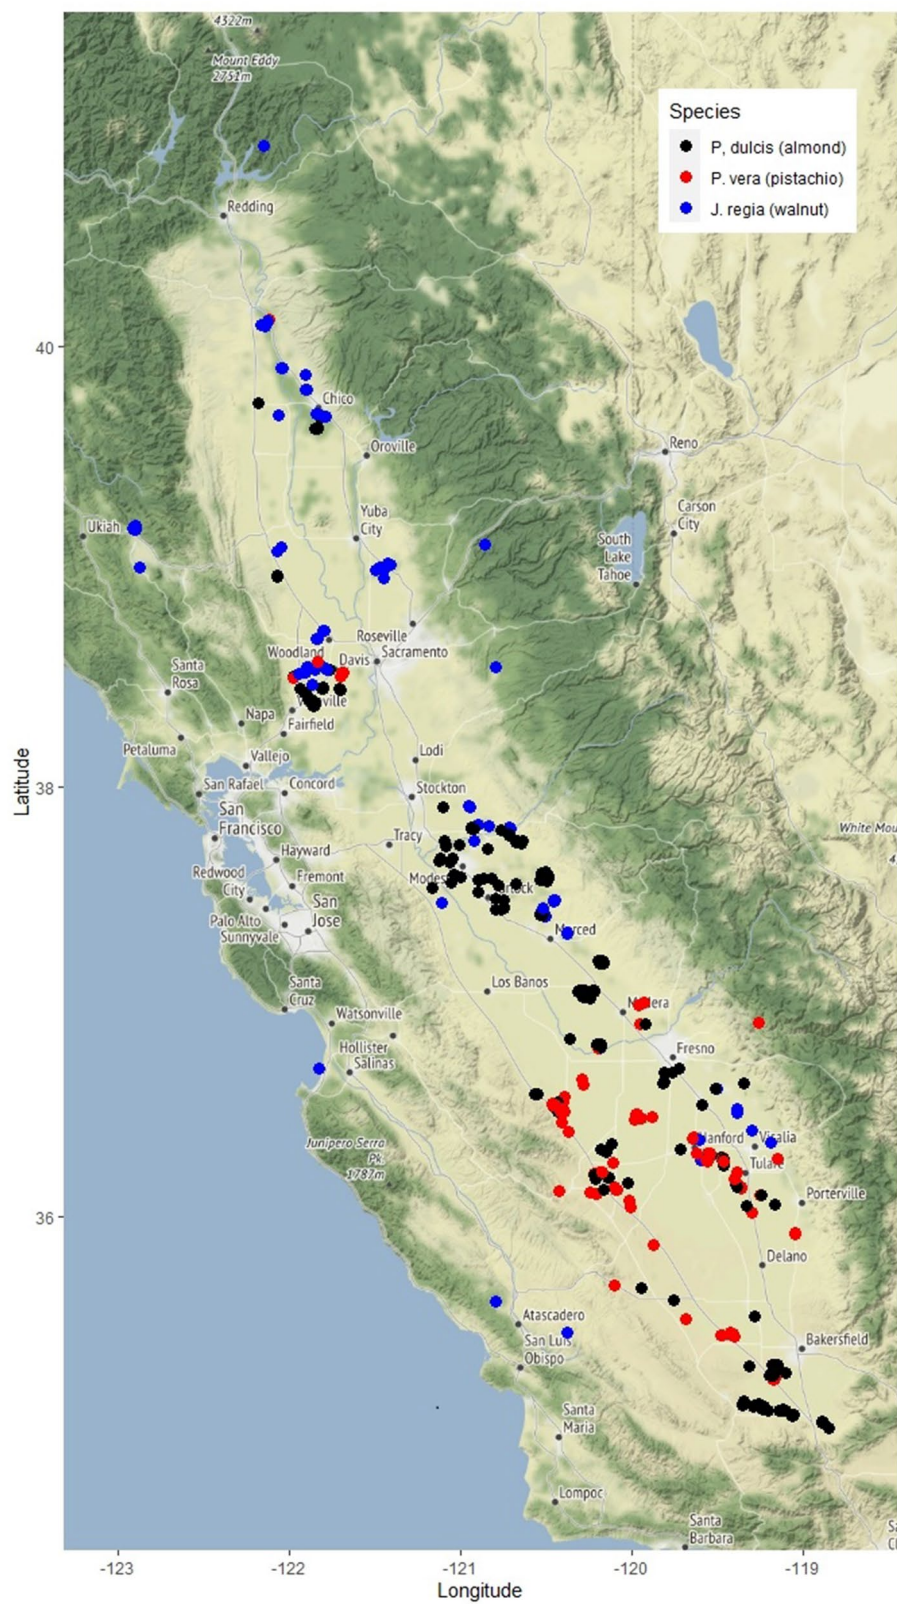 4322m
Mount Eddy
2751m
Species
P, dulcis (almond)
P. vera (pistachio)
J. regia (walnut)
Redding
40
Chico
Oroville
Reno
Yuba
City
Carson
City
Ukiah
South
Lake
Tahoe
Roseville
Woodland
Davis
Sacramento
Santa
Rosa
Napa
Fairfield
Petaluma
Vallejo
Lodi
San Rafael
Concord
Stockton
38
Latitude
San
Francisco
Tracy
White Mou
Hayward
Redwood
City
Fremont
Modes
San
Jose
Palo Alto
Sunnyvale
Merced
Santa
Cruz
Los Banos
Watsonville
Madera
Hollister
Salinas
Fresno
Junipero Serra
Pk.
1787m
Hanford
Visalia
Tulare
Porterville
36
Delano
Atascadero
San Luis
Obispo
Bakersfield
Santa
Maria
Lompoc
Santa
Barbara
-123
-122
-121
-120
-119
Longitude